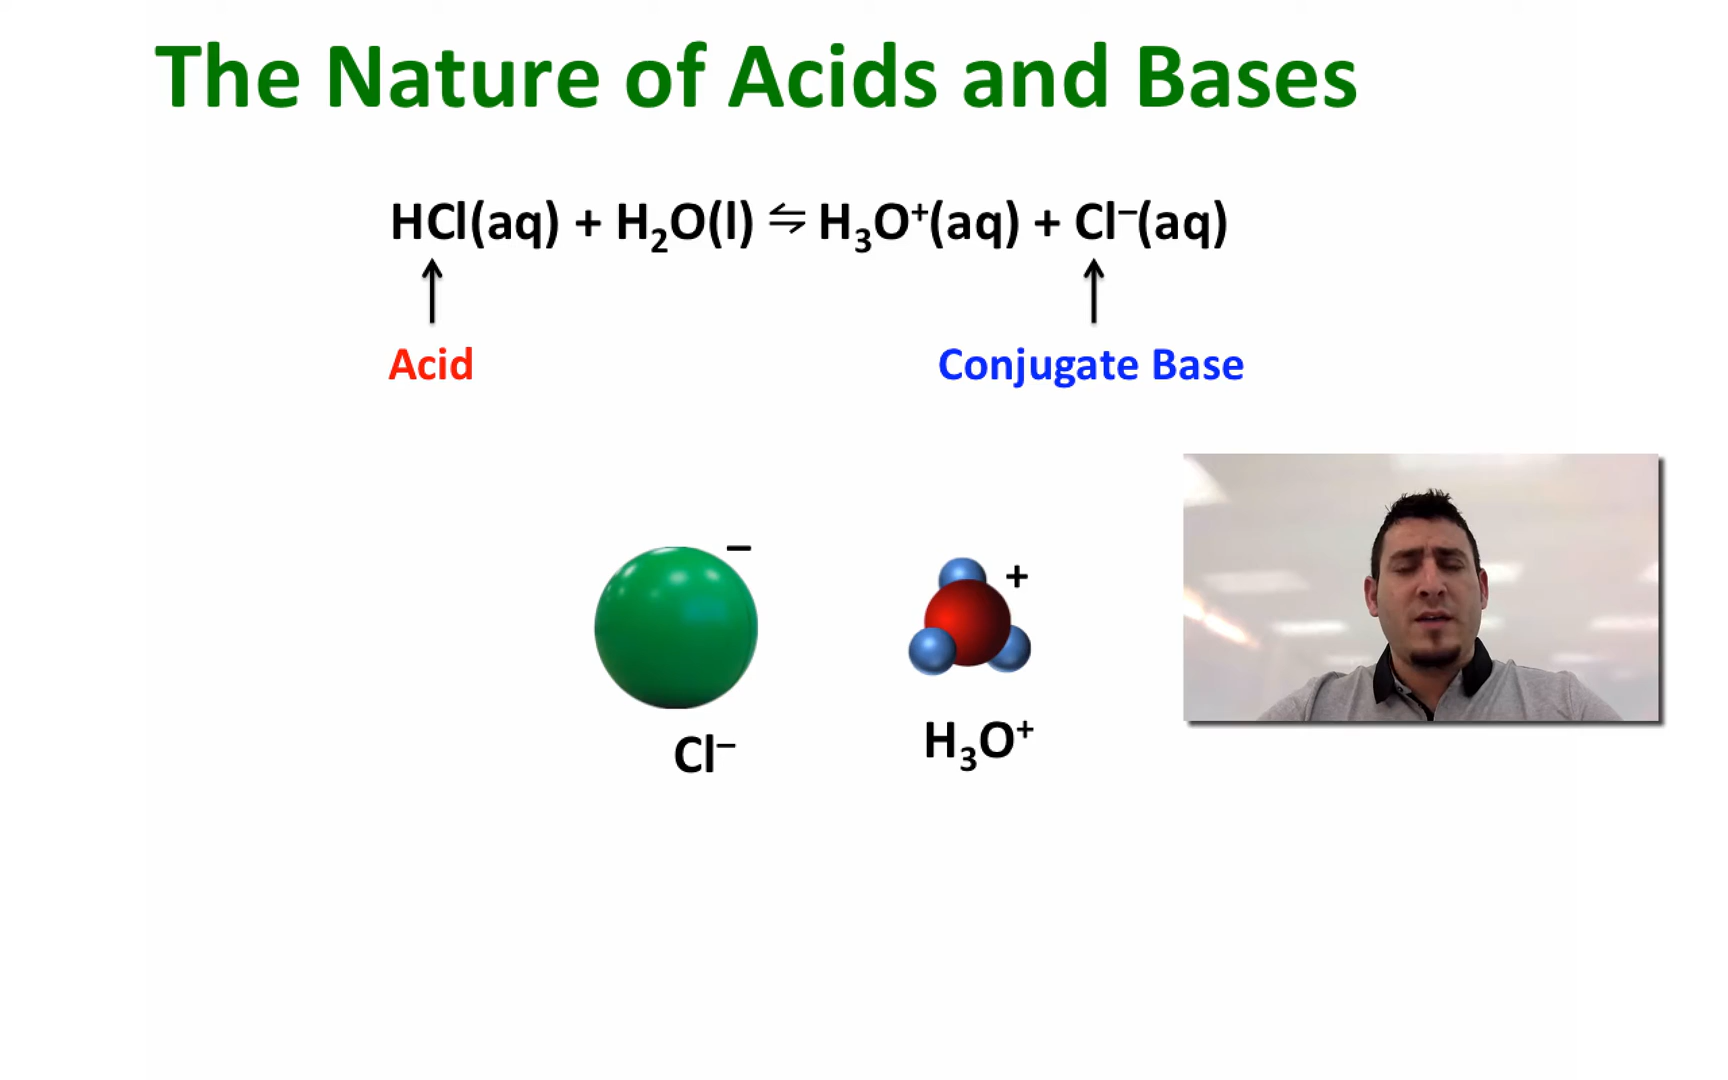 The Nature of Acids and Bases
HCl(aq) + H₂O(l) ⇋ H₃O⁺(aq) + Cl⁻(aq)
Acid
Conjugate Base
–
+
Cl⁻
H₃O⁺